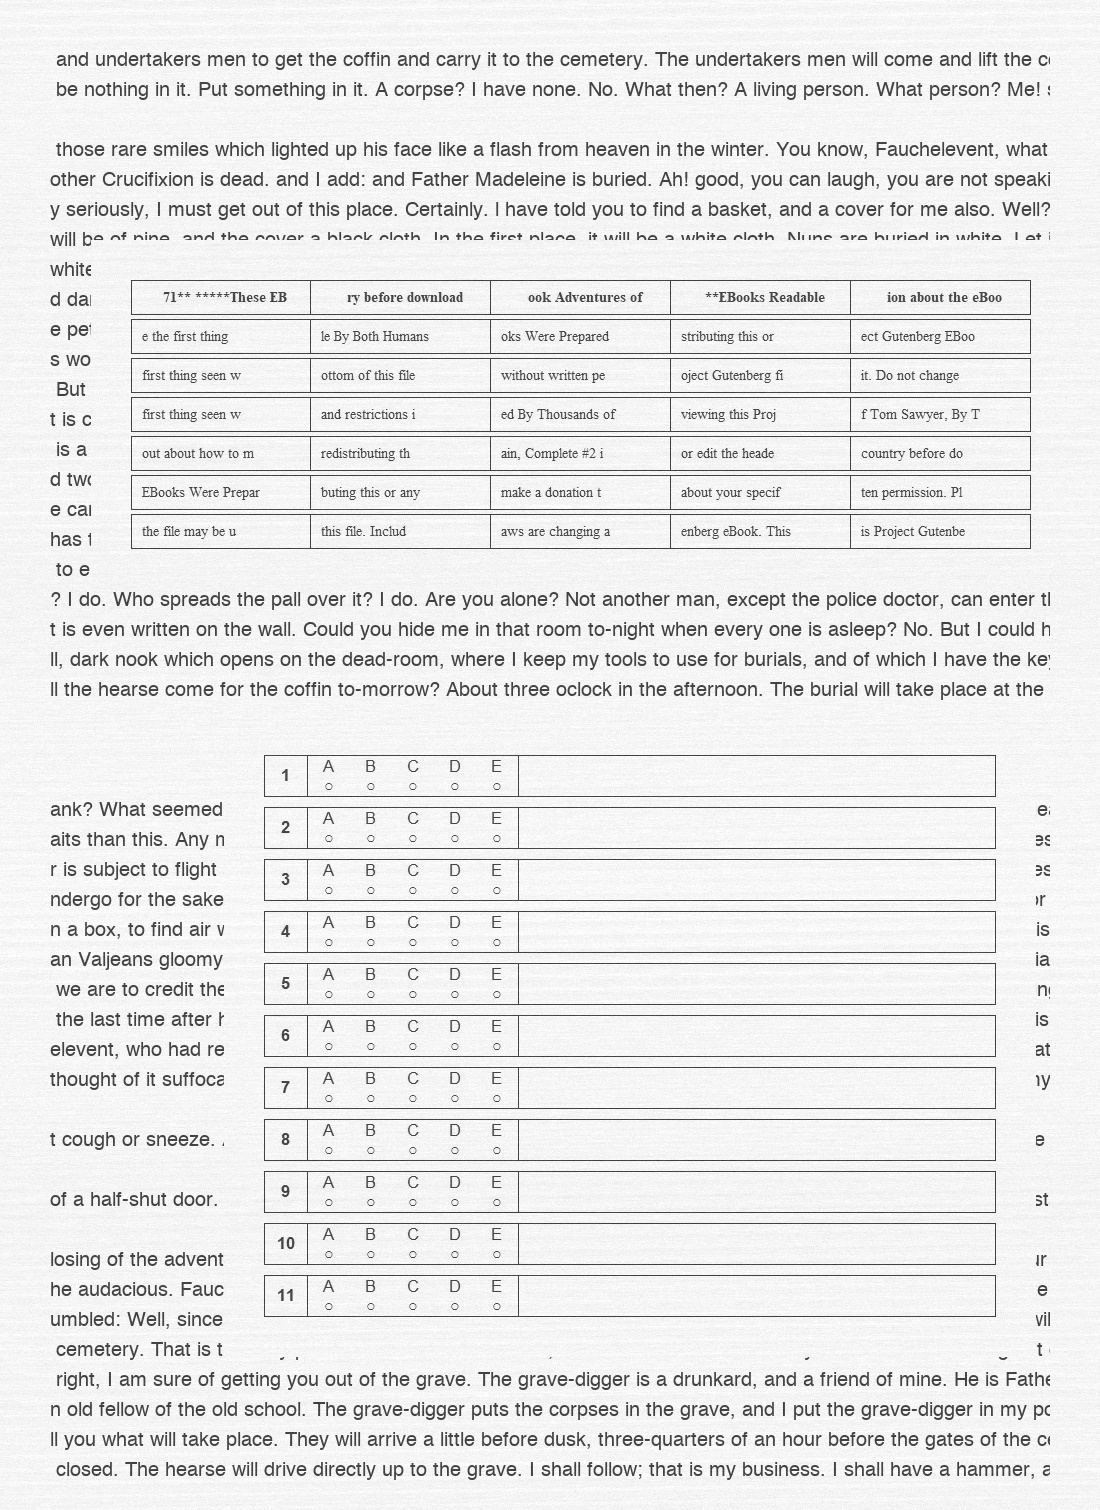 and undertakers men to get the coffin and carry it to the cemetery. The undertakers men will come and lift the
be nothing in it. Put something in it. A corpse? I have none. No. What then? A living person. What person? Me!
those rare smiles which lighted up his face like a flash from heaven in the winter. You know, Fauchelevent, what
other Crucifixion is dead. and I add: and Father Madeleine is buried. Ah! good, you can laugh, you are not speaki
y seriously, I must get out of this place. Certainly. I have told you to find a basket, and a cover for me also. Well?
will be of pine, and the cover a black cloth. In the first place, it will be a white cloth. Nuns are buried in white. Let
white
d da
e pe
s wo
But
t is c
is a
d two
e ca
has
to e
71** *****These EB ry before download ook Adventures of **EBooks Readable ion about the eBoo
e the first thing le By Both Humans oks Were Prepared stributing this or ect Gutenberg EBoo
first thing seen w ottom of this file without written pe oject Gutenberg fi it. Do not change
first thing seen w and restrictions i ed By Thousands of viewing this Proj f Tom Sawyer, By T
out about how to m redistributing th ain, Complete #2 i or edit the heade country before do
EBooks Were Prepar buting this or any make a donation t about your specif ten permission. Pl
the file may be u this file. Includ aws are changing a enberg eBook. This is Project Gutenbe
? I do. Who spreads the pall over it? I do. Are you alone? Not another man, except the police doctor, can enter
t is even written on the wall. Could you hide me in that room to-night when every one is asleep? No. But I could h
ll, dark nook which opens on the dead-room, where I keep my tools to use for burials, and of which I have the key
ll the hearse come for the coffin to-morrow? About three oclock in the afternoon. The burial will take place at the
1 A B C D E
2 A B C D E
3 A B C D E
4 A B C D E
5 A B C D E
6 A B C D E
7 A B C D E
8 A B C D E
9 A B C D E
10 A B C D E
11 A B C D E
ank? What seemed
aits than this. Any
r is subject to flight
ndergo for the sake
n a box, to find air
an Valjeans gloomy
we are to credit the
the last time after
elevent, who had re
thought of it suffoca
t cough or sneeze.
of a half-shut door.
losing of the advent
he audacious. Fauc
umbled: Well, since
cemetery. That is
right, I am sure of getting you out of the grave. The grave-digger is a drunkard, and a friend of mine. He is Fathe
n old fellow of the old school. The grave-digger puts the corpses in the grave, and I put the grave-digger in my
ll you what will take place. They will arrive a little before dusk, three-quarters of an hour before the gates of the
closed. The hearse will drive directly up to the grave. I shall follow; that is my business. I shall have a hammer,